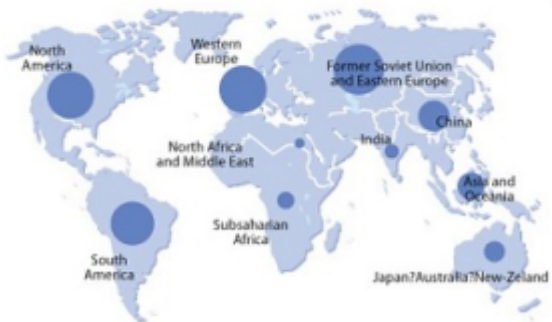 North
America
Western
Europe
Former Soviet Union
and Eastern Europe
China
India
North Africa
and Middle East
Asia and
Oceania
Subsaharian
Africa
South
America
Japan?Australia?New-Zeland